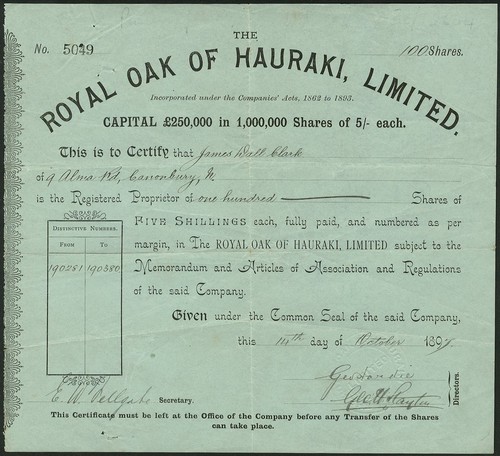 THE
No. 5049 100 Shares.
ROYAL OAK OF HAURAKI, LIMITED.
Incorporated under the Companies' Acts, 1862 to 1893.
CAPITAL £250,000 in 1,000,000 Shares of 5/- each.
This is to Certify that James Wall Clark
of 9 Alma Rd, Canonbury, N.
is the Registered Proprietor of one hundred Shares of
FIVE SHILLINGS each, fully paid, and numbered as per
margin, in The ROYAL OAK OF HAURAKI, LIMITED subject to the
Memorandum and Articles of Association and Regulations
of the said Company.
DISTINCTIVE NUMBERS.
FROM TO
190281 190380
Given under the Common Seal of the said Company,
this 14th day of October 1897.
Directors.
E. W. Secretary.
This Certificate must be left at the Office of the Company before any Transfer of the Shares
can take place.